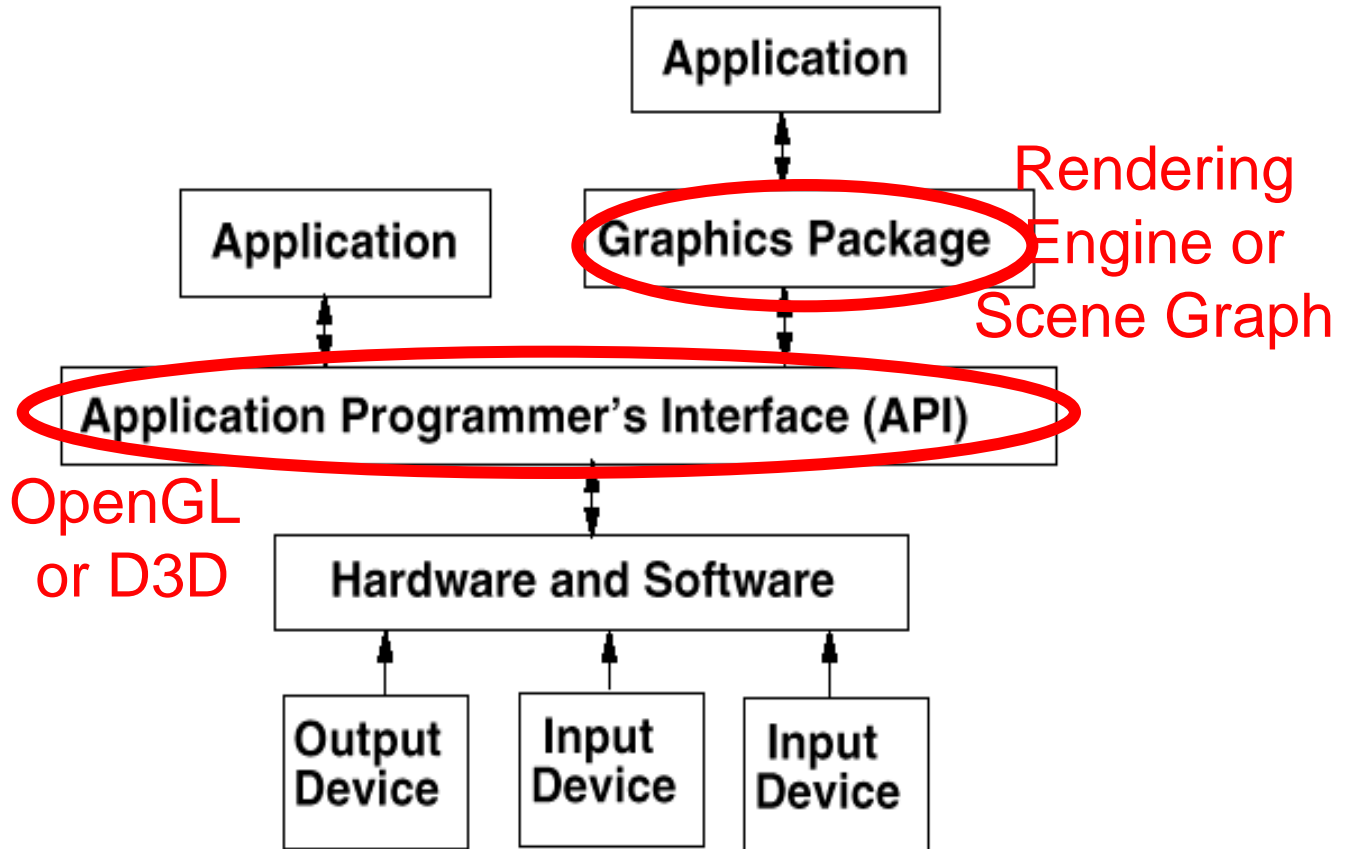 Application
Rendering
Engine or
Scene Graph
Application
Graphics Package
Application Programmer’s Interface (API)
OpenGL
or D3D
Hardware and Software
Output
Device
Input
Device
Input
Device